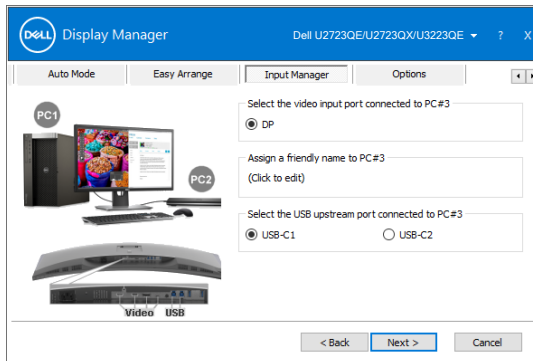 DELL Display Manager
Dell U2723QE/U2723QX/U3223QE ? X
Auto Mode Easy Arrange Input Manager Options
PC1
PC2
Video USB
Select the video input port connected to PC#3
DP
Assign a friendly name to PC#3
(Click to edit)
Select the USB upstream port connected to PC#3
USB-C1 USB-C2
< Back Next > Cancel